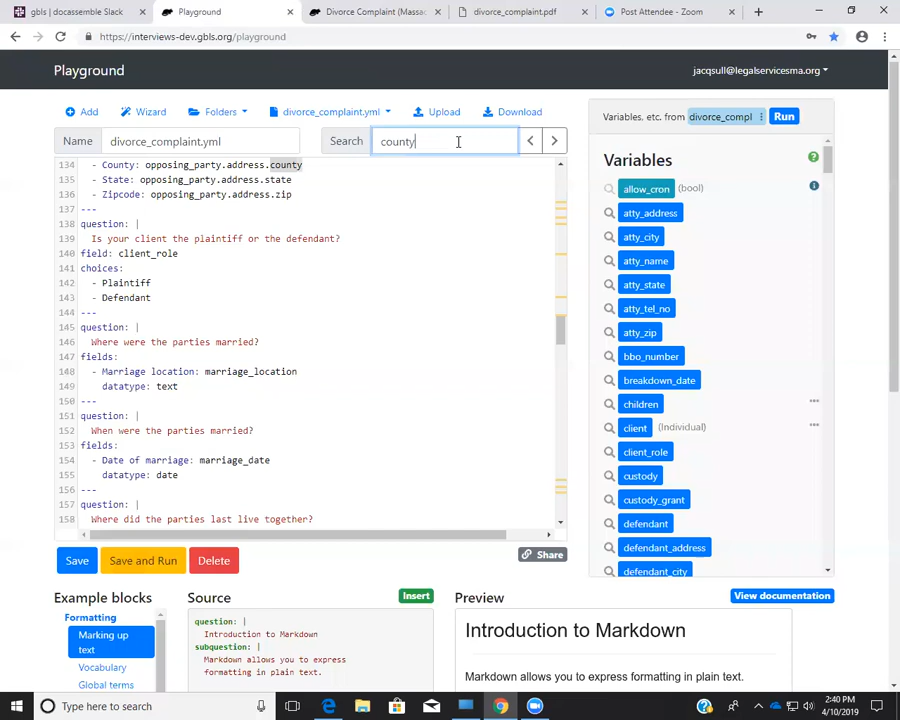 gbls | docassemble Slack
Playground
Divorce Complaint (Massac
divorce_complaint.pdf
Post Attendee - Zoom
https://interviews-dev.gbls.org/playground
Playground
jacqsull@legalservicesma.org
Add
Wizard
Folders
divorce_complaint.yml
Upload
Download
Name
divorce_complaint.yml
Search
county
134 - County: opposing_party.address.county
135 - State: opposing_party.address.state
136 - Zipcode: opposing_party.address.zip
137 ---
138 question: |
139 Is your client the plaintiff or the defendant?
140 field: client_role
141 choices:
142 - Plaintiff
143 - Defendant
144 ---
145 question: |
146 Where were the parties married?
147 fields:
148 - Marriage location: marriage_location
149 datatype: text
150 ---
151 question: |
152 When were the parties married?
153 fields:
154 - Date of marriage: marriage_date
155 datatype: date
156 ---
157 question: |
158 Where did the parties last live together?
Save
Save and Run
Delete
Share
Variables, etc. from
divorce_compl
Run
Variables
allow_cron (bool)
atty_address
atty_city
atty_name
atty_state
atty_tel_no
atty_zip
bbo_number
breakdown_date
children
client (Individual)
client_role
custody
custody_grant
defendant
defendant_address
defendant_city
Example blocks
Formatting
Marking up text
Vocabulary
Global terms
Source
Insert
question: |
Introduction to Markdown
subquestion: |
Markdown allows you to express
formatting in plain text.
Preview
View documentation
Introduction to Markdown
Markdown allows you to express formatting in plain text.
Type here to search
2:40 PM
4/10/2019